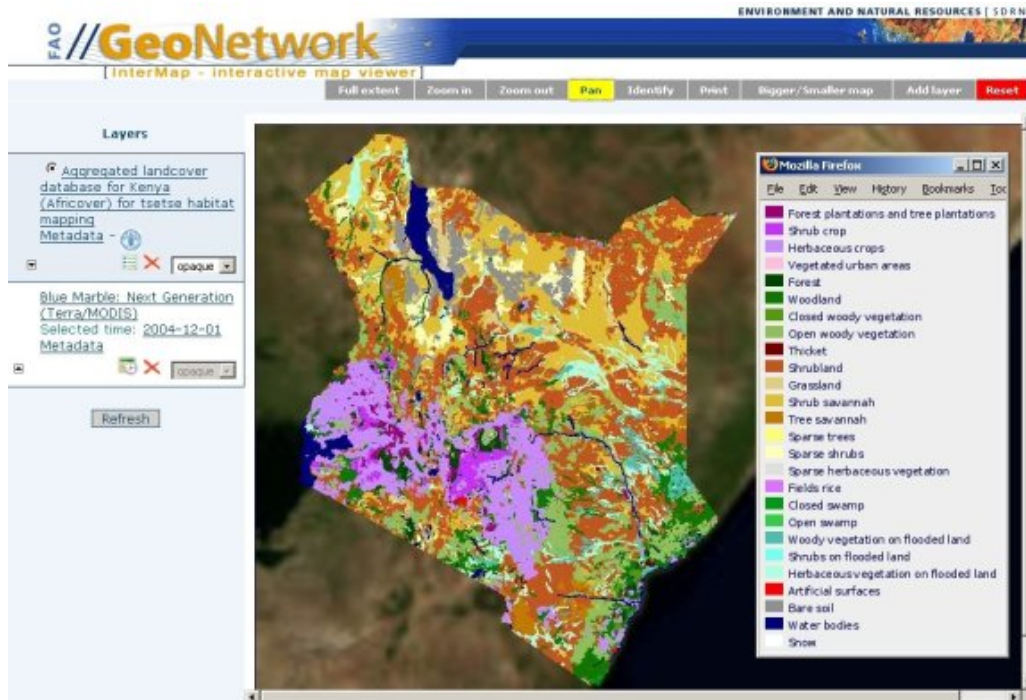 ENVIRONMENT AND NATURAL RESOURCES [ SDRN
FAO
//GeoNetwork
[ InterMap - interactive map viewer ]
Full extent Zoom in Zoom out Pan Identify Print Bigger/Smaller map Add layer Reset
Layers
Aggregated landcover
database for Kenya
(Africover) for tsetse habitat
mapping
Metadata -
opaque
Blue Marble: Next Generation
(Terra/MODIS)
Selected time: 2004-12-01
Metadata
opaque
Refresh
Mozilla Firefox
File Edit View History Bookmarks Toc
Forest plantations and tree plantations
Shrub crop
Herbaceous crops
Vegetated urban areas
Forest
Woodland
Closed woody vegetation
Open woody vegetation
Thicket
Shrubland
Grassland
Shrub savannah
Tree savannah
Sparse trees
Sparse shrubs
Sparse herbaceous vegetation
Fields rice
Closed swamp
Open swamp
Woody vegetation on flooded land
Shrubs on flooded land
Herbaceous vegetation on flooded land
Artificial surfaces
Bare soil
Water bodies
Snow